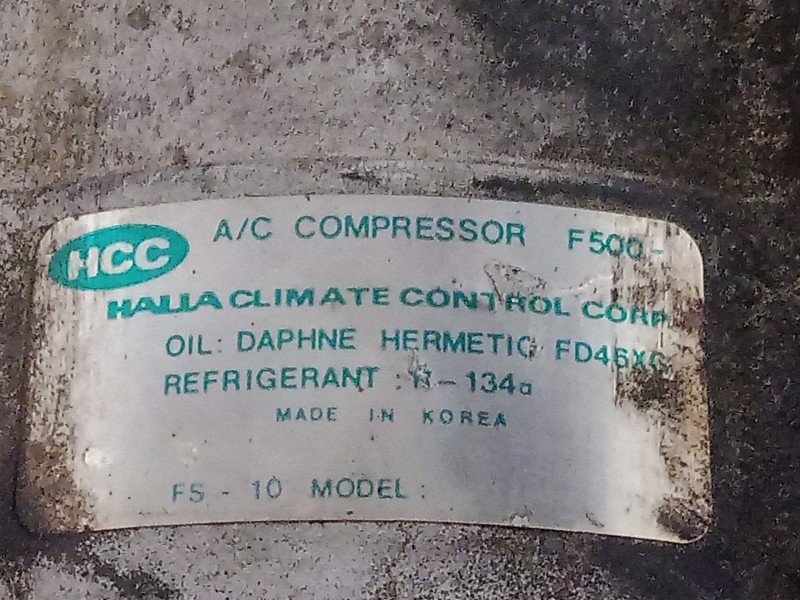 HCC A/C COMPRESSOR F500-
HALLA CLIMATE CONTROL CORP.
OIL: DAPHNE HERMETIC FD46XG
REFRIGERANT : R-134a
MADE IN KOREA
FS - 10 MODEL :